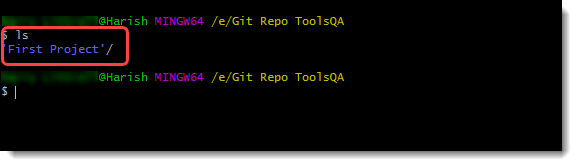 @Harish MINGW64 /e/Git Repo ToolsQA
$ ls
'First Project'/
@Harish MINGW64 /e/Git Repo ToolsQA
$